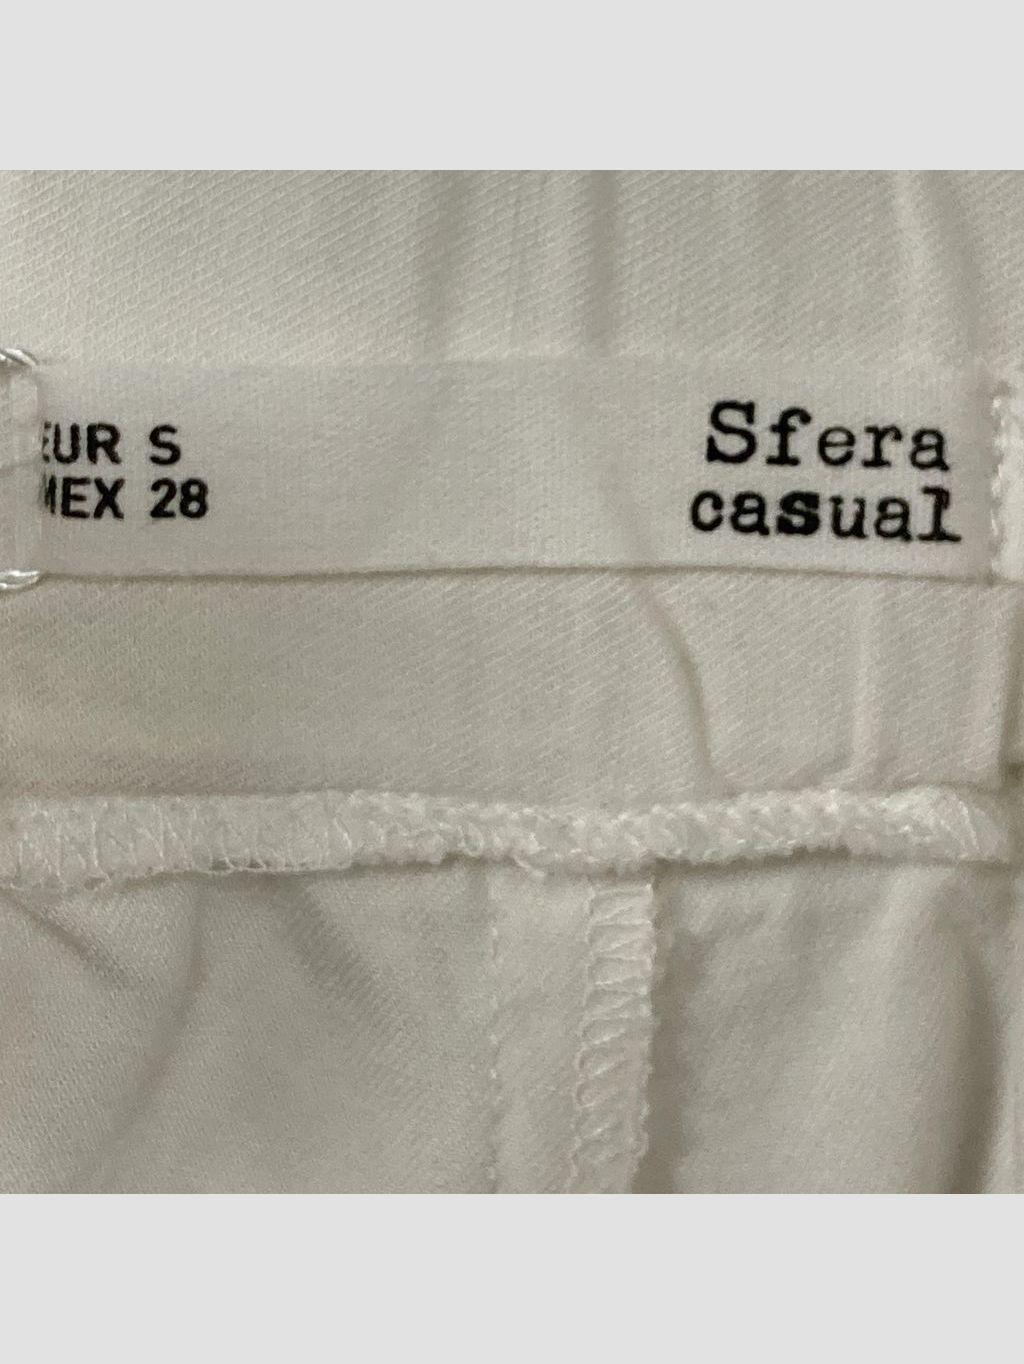 EUR S
MEX 28
Sfera
casual